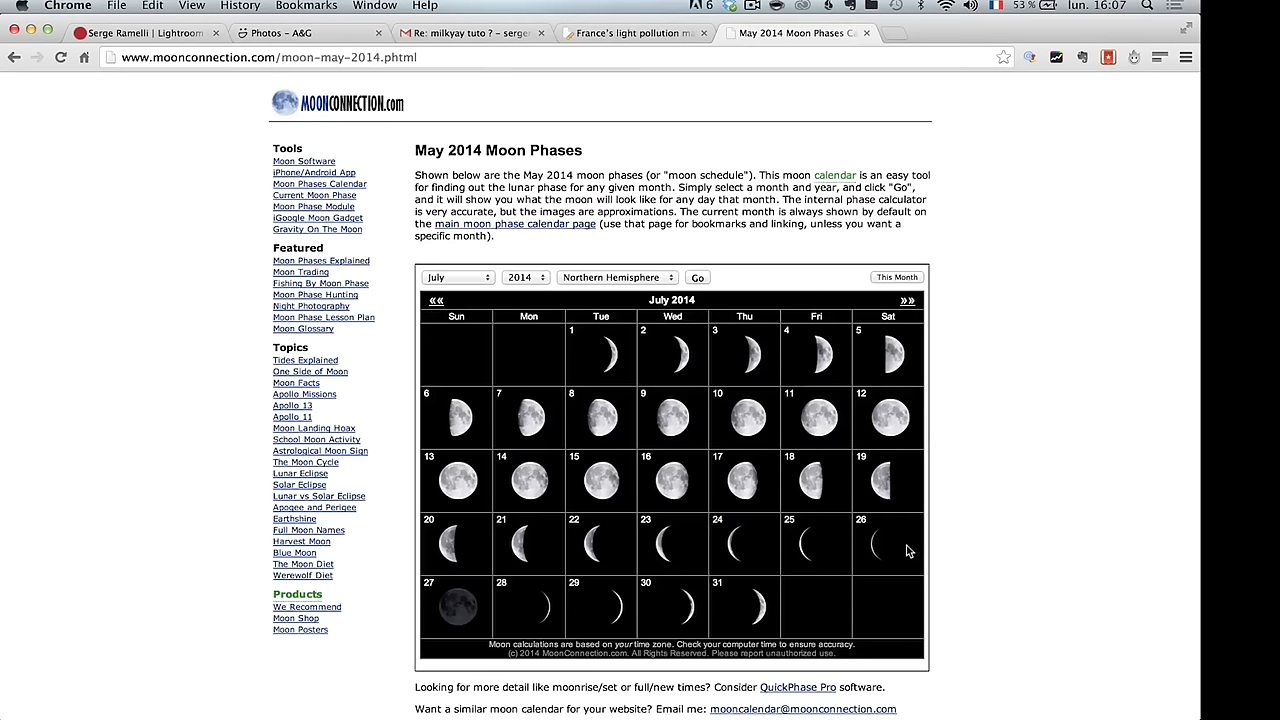 Chrome File Edit View History Bookmarks Window Help
6 53 % lun. 16:07
Serge Ramelli | Lightroom
Photos - A&G
Re: milkyay tuto ? - serge
France's light pollution m
May 2014 Moon Phases Ca
www.moonconnection.com/moon-may-2014.phtml
MOONCONNECTION.com
Tools
Moon Software
iPhone/Android App
Moon Phases Calendar
Current Moon Phase
Moon Phase Module
iGoogle Moon Gadget
Gravity On The Moon
Featured
Moon Phases Explained
Moon Trading
Fishing By Moon Phase
Moon Phase Hunting
Night Photography
Moon Phase Lesson Plan
Moon Glossary
Topics
Tides Explained
One Side of Moon
Moon Facts
Apollo Missions
Apollo 13
Apollo 11
Moon Landing Hoax
School Moon Activity
Astrological Moon Sign
The Moon Cycle
Lunar Eclipse
Solar Eclipse
Lunar vs Solar Eclipse
Apogee and Perigee
Earthshine
Full Moon Names
Harvest Moon
Blue Moon
The Moon Diet
Werewolf Diet
Products
We Recommend
Moon Shop
Moon Posters
May 2014 Moon Phases
Shown below are the May 2014 moon phases (or "moon schedule"). This moon calendar is an easy tool
for finding out the lunar phase for any given month. Simply select a month and year, and click "Go",
and it will show you what the moon will look like for any day that month. The internal phase calculator
is very accurate, but the images are approximations. The current month is always shown by default on
the main moon phase calendar page (use that page for bookmarks and linking, unless you want a
specific month).
July 2014 Northern Hemisphere Go This Month
«« July 2014 »»
Sun Mon Tue Wed Thu Fri Sat
1 2 3 4 5
6 7 8 9 10 11 12
13 14 15 16 17 18 19
20 21 22 23 24 25 26
27 28 29 30 31
Moon calculations are based on your time zone. Check your computer time to ensure accuracy.
(c) 2014 MoonConnection.com. All Rights Reserved. Please report unauthorized use.
Looking for more detail like moonrise/set or full/new times? Consider QuickPhase Pro software.
Want a similar moon calendar for your website? Email me: mooncalendar@moonconnection.com